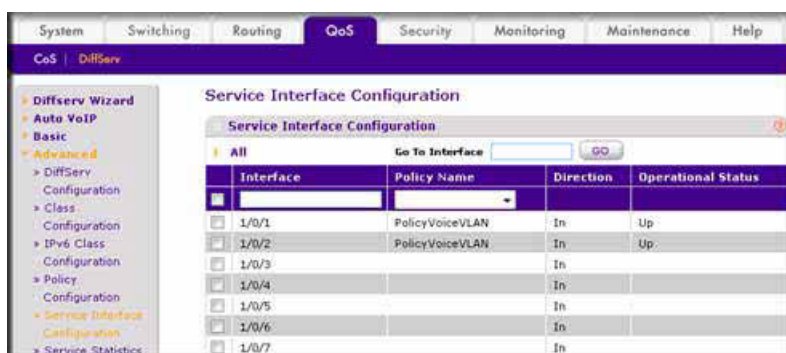 System Switching Routing QoS Security Monitoring Maintenance Help
CoS | DiffServ
Diffserv Wizard
Auto VoIP
Basic
Advanced
» DiffServ
Configuration
» Class
Configuration
» IPv6 Class
Configuration
» Policy
Configuration
» Service Interface
Configuration
» Service Statistics
Service Interface Configuration
Service Interface Configuration
All Go To Interface GO
Interface Policy Name Direction Operational Status
1/0/1 PolicyVoiceVLAN In Up
1/0/2 PolicyVoiceVLAN In Up
1/0/3 In
1/0/4 In
1/0/5 In
1/0/6 In
1/0/7 In